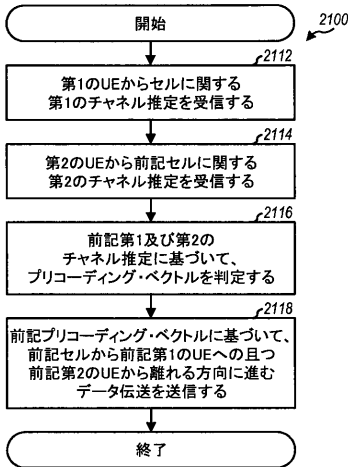 開始
2100
2112
第1のUEからセルに関する
第1のチャネル推定を受信する
2114
第2のUEから前記セルに関する
第2のチャネル推定を受信する
2116
前記第1及び第2の
チャネル推定に基づいて、
プリコーディング・ベクトルを判定する
2118
前記プリコーディング・ベクトルに基づいて、
前記セルから前記第1のUEへの且つ
前記第2のUEから離れる方向に進む
データ伝送を送信する
終了